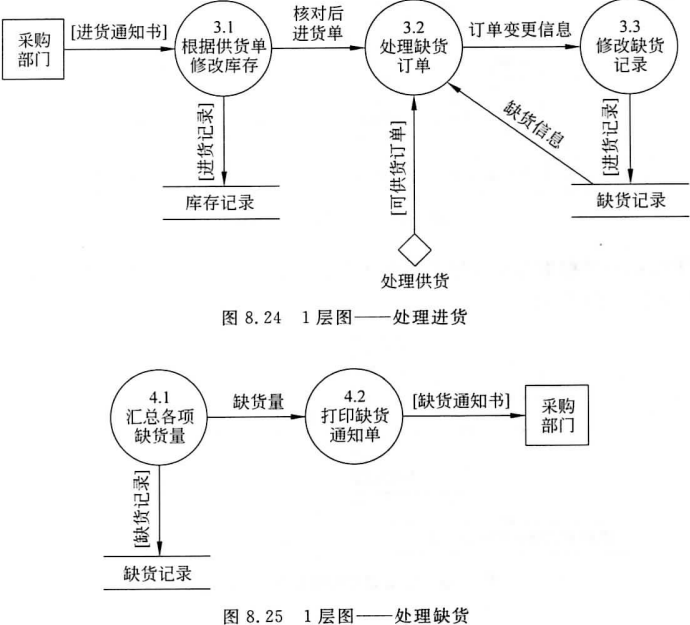 采购
部门
[进货通知书]
3.1
根据供货单
修改库存
核对后
进货单
3.2
处理缺货
订单
订单变更信息
3.3
修改缺货
记录
[进货记录]
库存记录
[可供货订单]
缺货信息
[进货记录]
缺货记录
处理供货
图 8.24 1 层图——处理进货
4.1
汇总各项
缺货量
缺货量
4.2
打印缺货
通知单
[缺货通知书]
采购
部门
[缺货记录]
缺货记录
图 8.25 1 层图——处理缺货